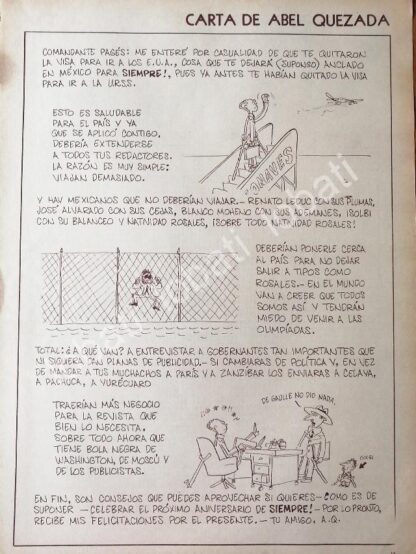 CARTA DE ABEL QUEZADA
COMANDANTE PAGÉS: ME ENTERÉ POR CASUALIDAD DE QUE TE QUITARON
LA VISA PARA IR A LOS E.U.A., COSA QUE TE DEJARÁ (SUPONGO) ANCLADO
EN MÉXICO PARA SIEMPRE!, PUES YA ANTES TE HABÍAN QUITADO LA VISA
PARA IR A LA U.R.S.S.
ESTO ES SALUDABLE
PARA EL PAÍS Y YA
QUE SE APLICÓ CONTIGO,
DEBERÍA EXTENDERSE
A TODOS TUS REDACTORES.
LA RAZÓN ES MUY SIMPLE:
VIAJAN DEMASIADO.
Y HAY MEXICANOS QUE NO DEBERÍAN VIAJAR.- RENATO LEDUC CON SUS PLUMAS,
JOSÉ ALVARADO CON SUS CEJAS, BLANCO MOHENO CON SUS ADEMANES,
CON SU BALANCEO Y NATIVIDAD ROSALES, ¡SOBRE TODO NATIVIDAD ROSALES!
DEBERÍAN PONERLE CERCA
AL PAÍS PARA NO DEJAR
SALIR A TIPOS COMO
ROSALES.- EN EL MUNDO
VAN A CREER QUE TODOS
SOMOS ASÍ Y TENDRÁN
MIEDO DE VENIR A LAS
OLIMPÍADAS.
TOTAL: ¿A QUÉ VAN? A ENTREVISTAR A GOBERNANTES TAN IMPORTANTES QUE
NI SIQUIERA DAN PLANAS DE PUBLICIDAD.- SI CAMBIARAS DE POLÍTICA Y, EN VEZ
DE MANDAR A TUS MUCHACHOS A PARÍS Y A ZANZIBAR LOS ENVIARAS A CELAYA,
A PACHUCA, A YURÉCUARO
TRAERÍAN MÁS NEGOCIO
PARA LA REVISTA QUE
BIEN LO NECESITA.
SOBRE TODO AHORA QUE
TIENE BOLA NEGRA DE
WASHINGTON, DE MOSCÚ Y
DE LOS PUBLICISTAS.
DE GAULLE NO DIO NADA.
EN FIN, SON CONSEJOS QUE PUEDES APROVECHAR SI QUIERES - COMO ES DE
SUPONER - CELEBRAR EL PRÓXIMO ANIVERSARIO DE SIEMPRE! - POR LO PRONTO,
RECIBE MIS FELICITACIONES POR EL PRESENTE. - TU AMIGO. A.Q.